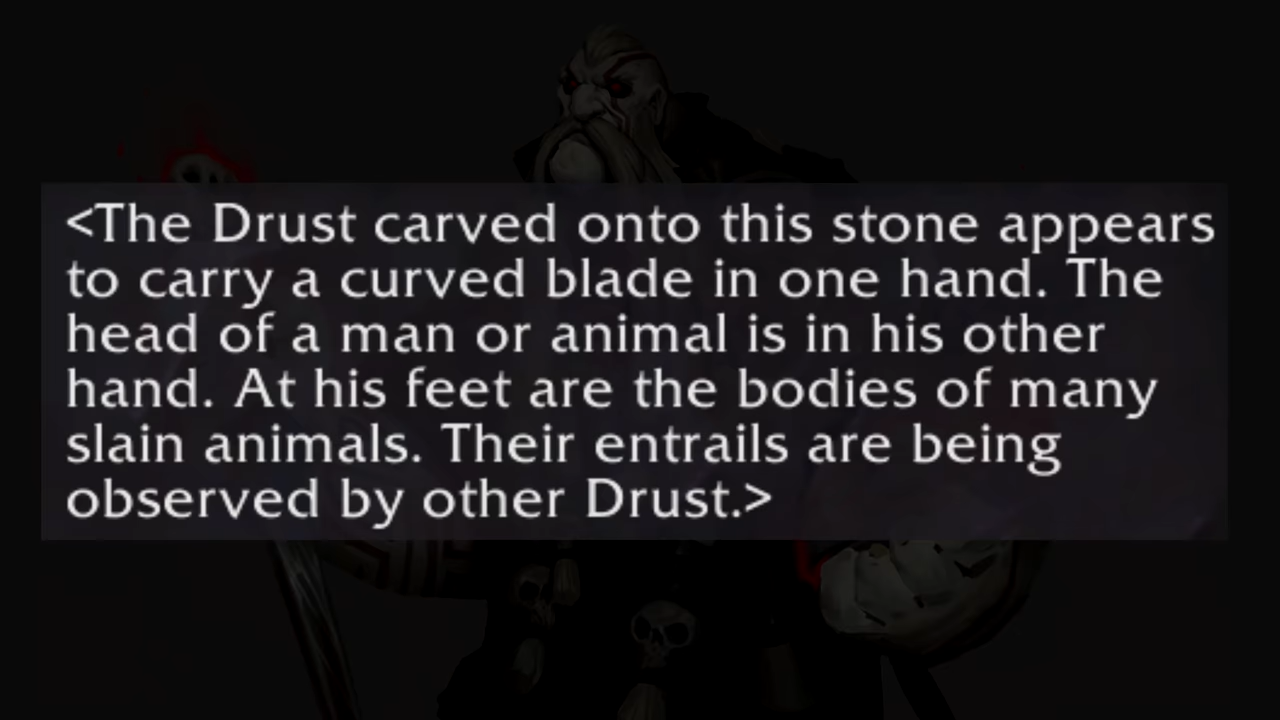 <The Drust carved onto this stone appears
to carry a curved blade in one hand. The
head of a man or animal is in his other
hand. At his feet are the bodies of many
slain animals. Their entrails are being
observed by other Drust.>